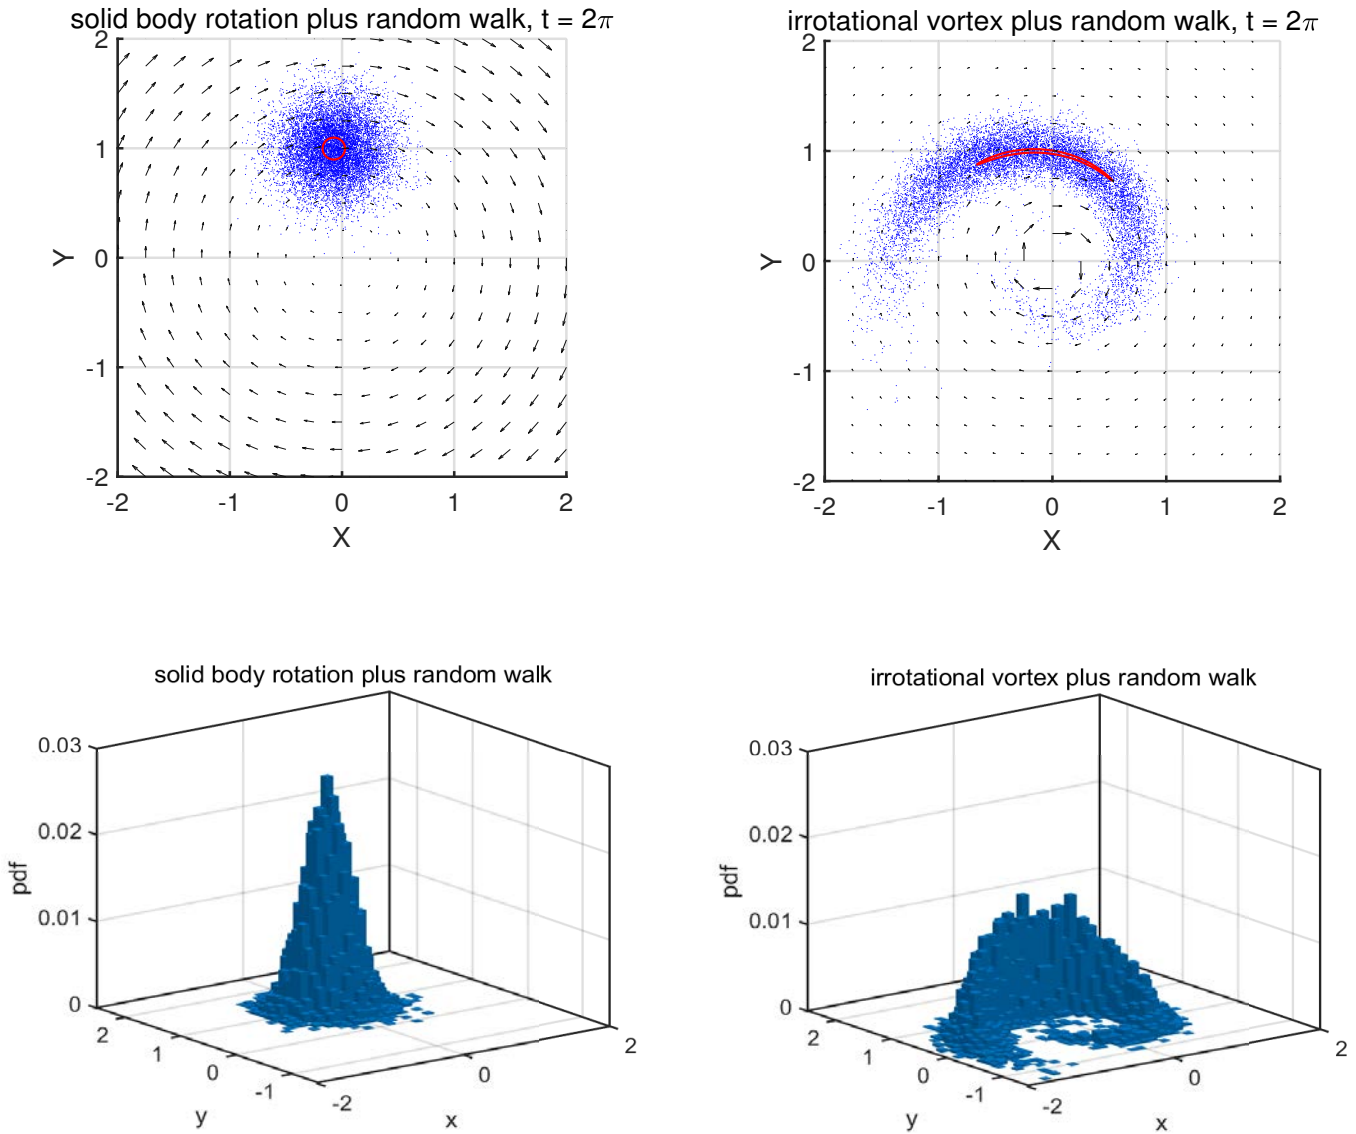 solid body rotation plus random walk, t = 2π
2
1
0
-1
-2
Y
-2 -1 0 1 2
X
irrotational vortex plus random walk, t = 2π
2
1
0
-1
-2
Y
-2 -1 0 1 2
X
solid body rotation plus random walk
0.03
0.02
0.01
0
pdf
2
1
0
-1
y
-2
0
2
x
irrotational vortex plus random walk
0.03
0.02
0.01
0
pdf
2
1
0
-1
y
-2
0
2
x